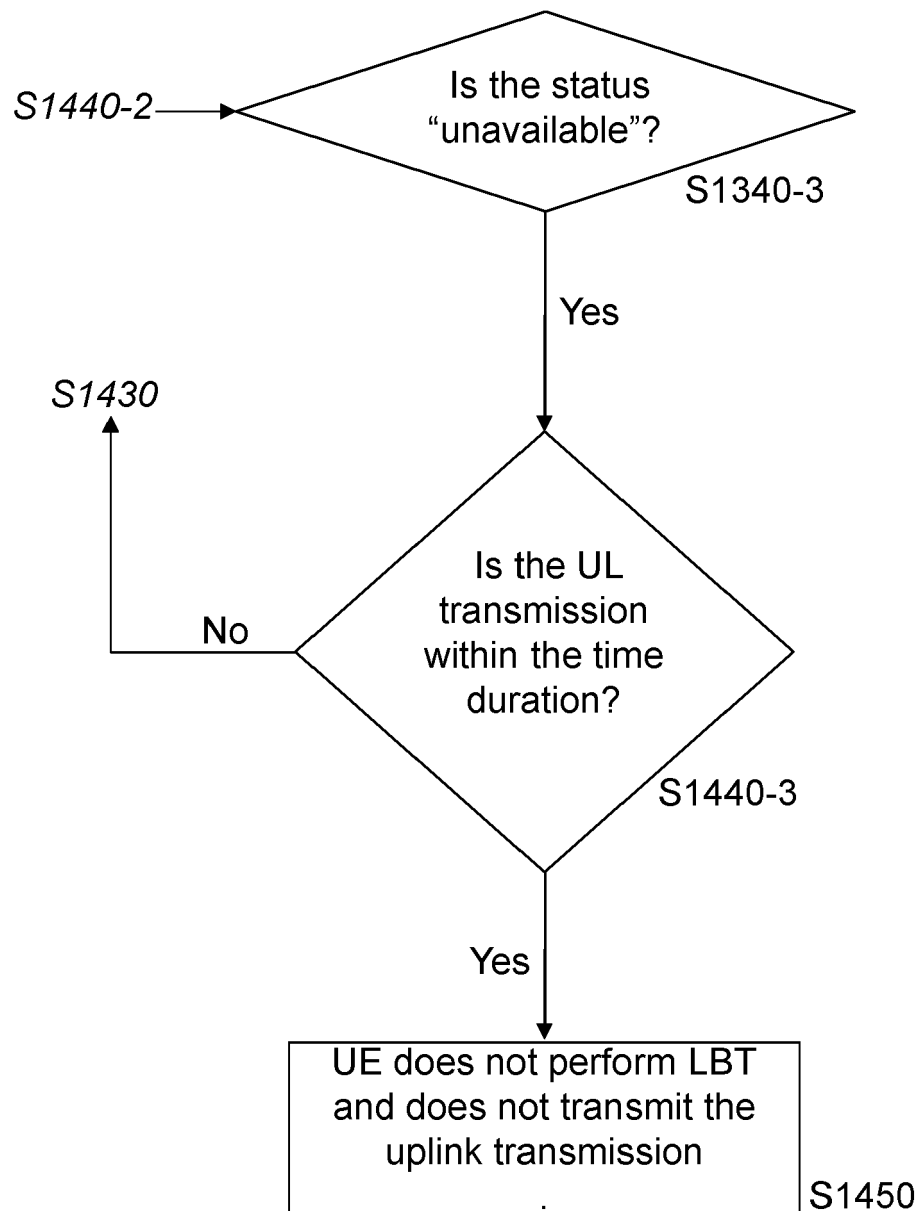 Is the status
S1440-2
“unavailable”?
S1340-3
Yes
S1430
Is the UL
transmission
No
within the time
duration?
S1440-3
Yes
UE does not perform LBT
and does not transmit the
uplink transmission
.
S1450